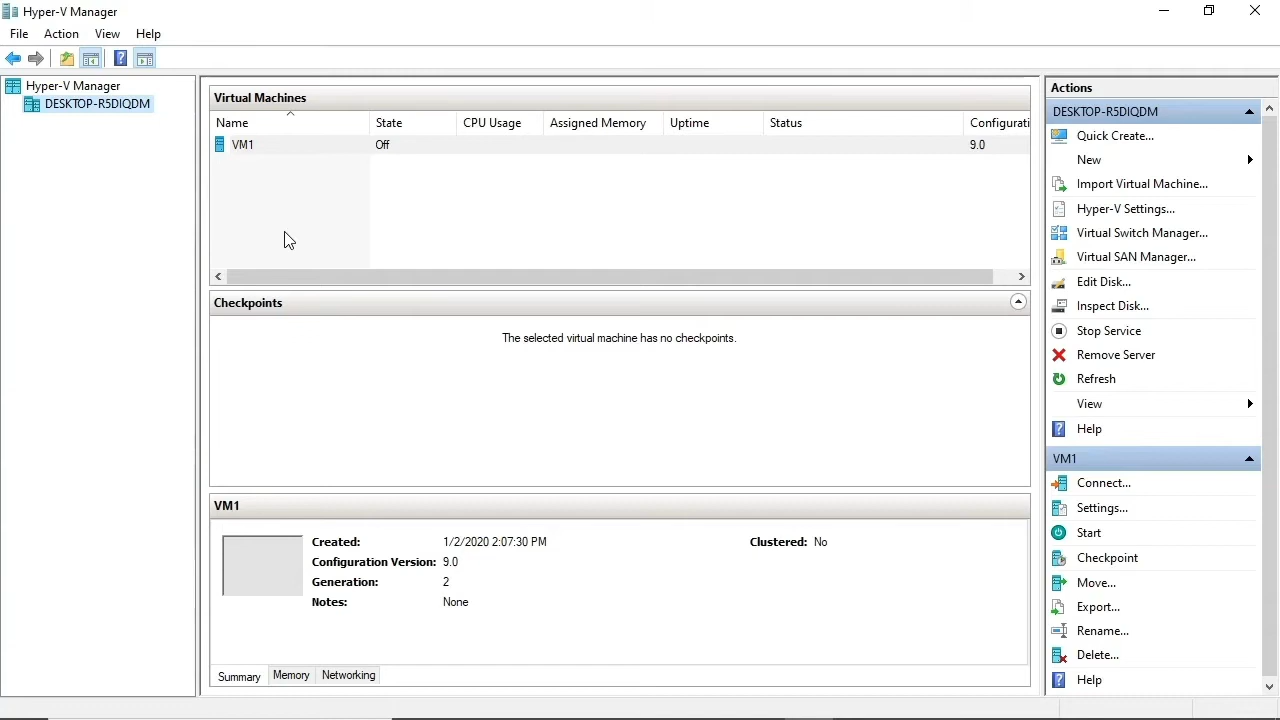 Hyper-V Manager
File Action View Help
Hyper-V Manager
DESKTOP-R5DIQDM
Virtual Machines
Name State CPU Usage Assigned Memory Uptime Status Configurati
VM1 Off 9.0
Checkpoints
The selected virtual machine has no checkpoints.
VM1
Created: 1/2/2020 2:07:30 PM Clustered: No
Configuration Version: 9.0
Generation: 2
Notes: None
Summary Memory Networking
Actions
DESKTOP-R5DIQDM
Quick Create...
New
Import Virtual Machine...
Hyper-V Settings...
Virtual Switch Manager...
Virtual SAN Manager...
Edit Disk...
Inspect Disk...
Stop Service
Remove Server
Refresh
View
Help
VM1
Connect...
Settings...
Start
Checkpoint
Move...
Export...
Rename...
Delete...
Help